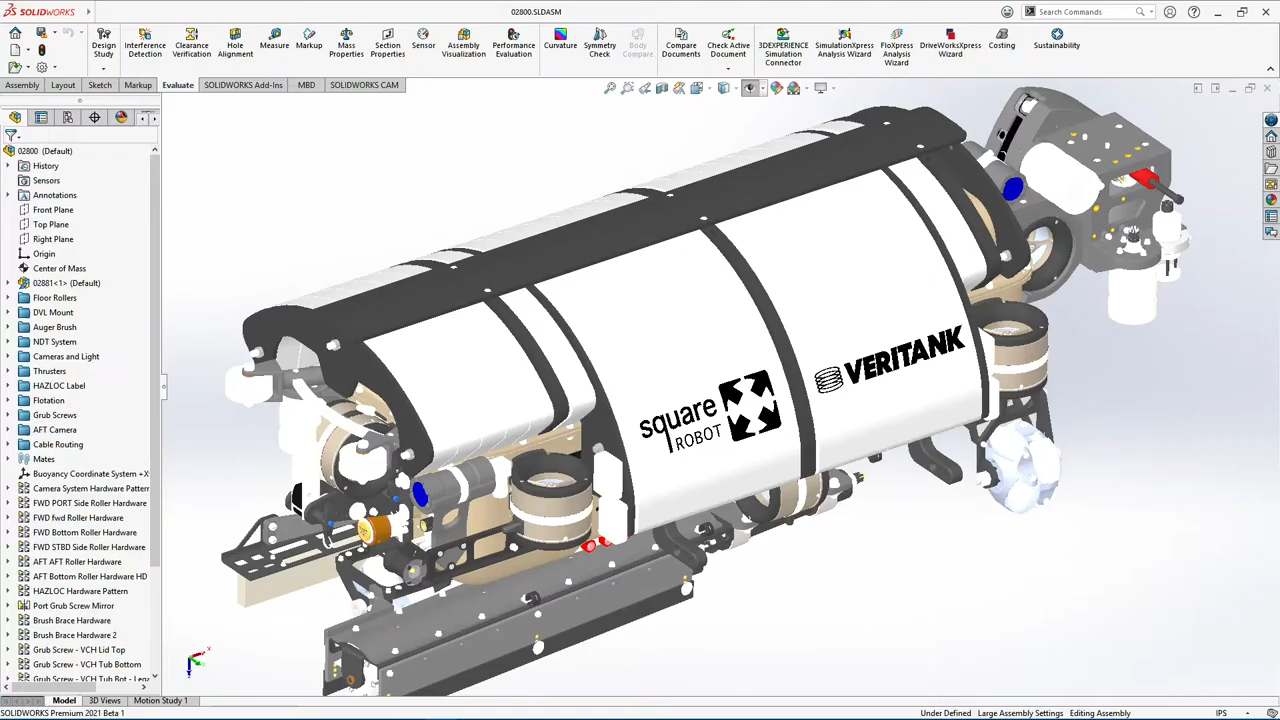 SOLIDWORKS
02800.SLDASM
Search Commands
Design Study
Interference Detection
Clearance Verification
Hole Alignment
Measure
Markup
Mass Properties
Section Properties
Sensor
Assembly Visualization
Performance Evaluation
Curvature
Symmetry Check
Body Compare
Compare Documents
Check Active Document
3DEXPERIENCE Simulation Connector
SimulationXpress Analysis Wizard
FloXpress Analysis Wizard
DriveWorksXpress Wizard
Costing
Sustainability
Assembly
Layout
Sketch
Markup
Evaluate
SOLIDWORKS Add-Ins
MBD
SOLIDWORKS CAM
02800 (Default)
History
Sensors
Annotations
Front Plane
Top Plane
Right Plane
Origin
Center of Mass
02881<1> (Default)
Floor Rollers
DVL Mount
Auger Brush
NDT System
Cameras and Light
Thrusters
HAZLOC Label
Flotation
Grub Screws
AFT Camera
Cable Routing
Mates
Buoyancy Coordinate System +X
Camera System Hardware Pattern
FWD PORT Side Roller Hardware
FWD fwd Roller Hardware
FWD Bottom Roller Hardware
FWD STBD Side Roller Hardware
AFT AFT Roller Hardware
AFT Bottom Roller Hardware HD
HAZLOC Hardware Pattern
Port Grub Screw Mirror
Brush Brace Hardware
Brush Brace Hardware 2
Grub Screw - VCH Lid Top
Grub Screw - VCH Tub Bottom
Grub Screw - VCH Tub Bot - Leg
square
ROBOT
VERITANK
Model
3D Views
Motion Study 1
SOLIDWORKS Premium 2021 Beta 1
Under Defined
Large Assembly Settings
Editing Assembly
IPS